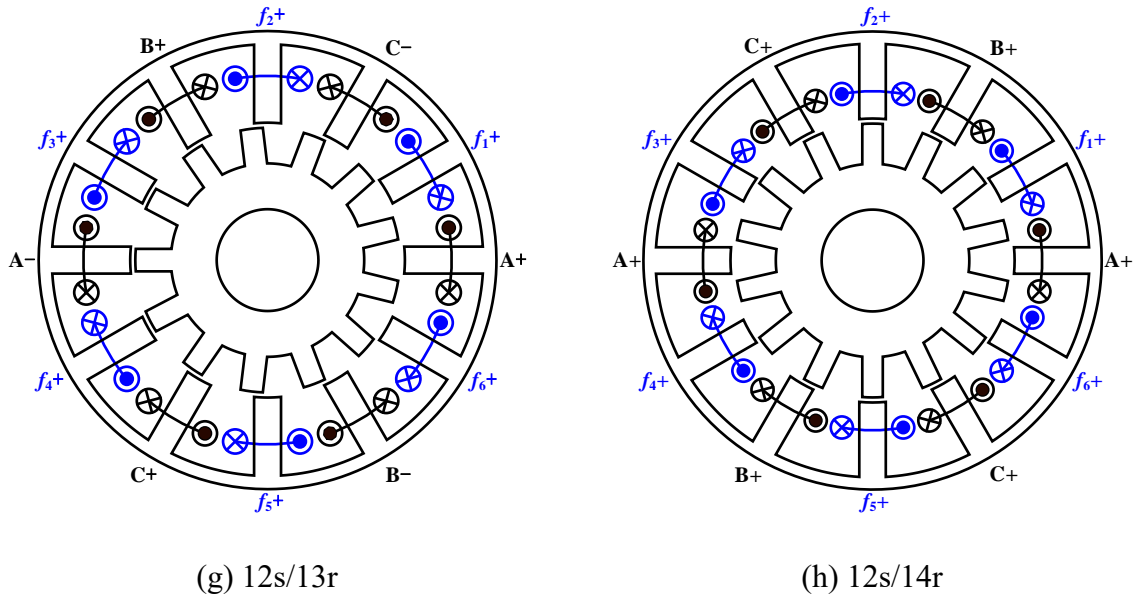 f₂+
B+
C−
f₃+
f₁+
A−
A+
f₄+
f₆+
C+
B−
f₅+
(g) 12s/13r
f₂+
C+
B+
f₃+
f₁+
A+
A+
f₄+
f₆+
B+
C+
f₅+
(h) 12s/14r